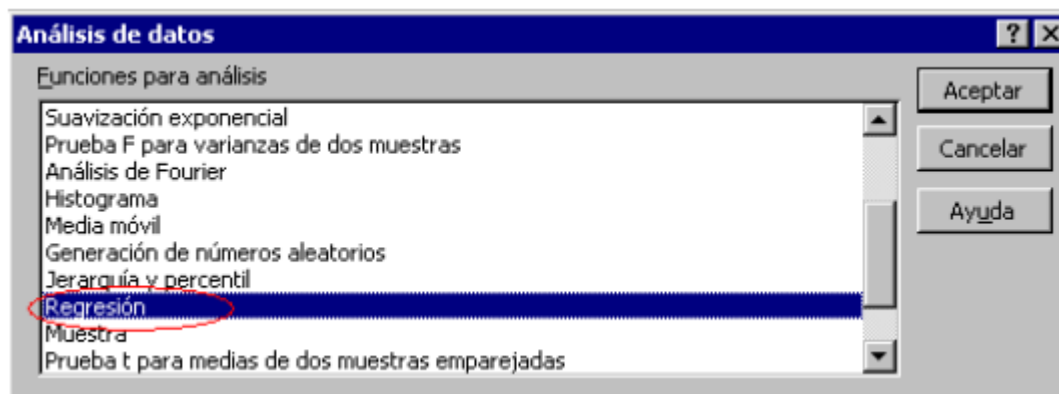 Análisis de datos
Funciones para análisis
Suavización exponencial
Prueba F para varianzas de dos muestras
Análisis de Fourier
Histograma
Media móvil
Generación de números aleatorios
Jerarquía y percentil
Regresión
Muestra
Prueba t para medias de dos muestras emparejadas
Aceptar
Cancelar
Ayuda